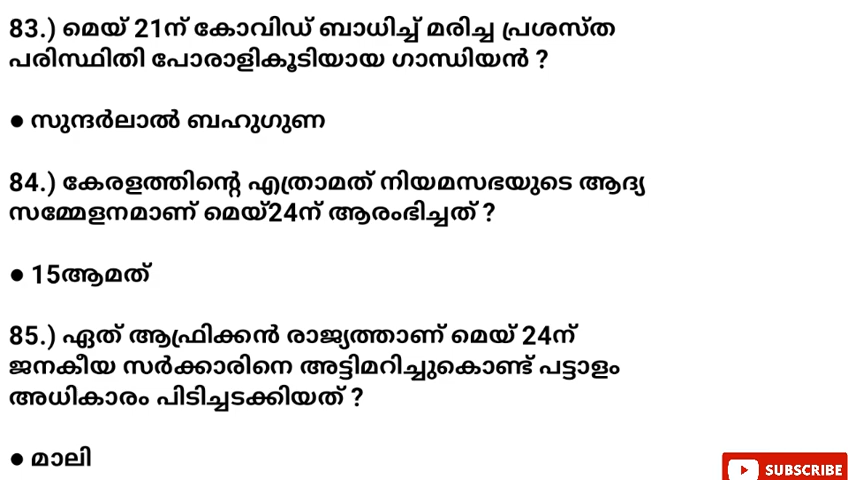 83.) മെയ് 21ന് കോവിഡ് ബാധിച്ച് മരിച്ച പ്രശസ്ത
പരിസ്ഥിതി പോരാളികൂടിയായ ഗാന്ധിയൻ ?
● സുന്ദർലാൽ ബഹുഗുണ
84.) കേരളത്തിന്റെ എത്രാമത് നിയമസഭയുടെ ആദ്യ
സമ്മേളനമാണ് മെയ്24ന് ആരംഭിച്ചത് ?
● 15ആമത്
85.) ഏത് ആഫ്രിക്കൻ രാജ്യത്താണ് മെയ് 24ന്
ജനകീയ സർക്കാരിനെ അട്ടിമറിച്ചുകൊണ്ട് പട്ടാളം
അധികാരം പിടിച്ചടക്കിയത് ?
● മാലി
SUBSCRIBE